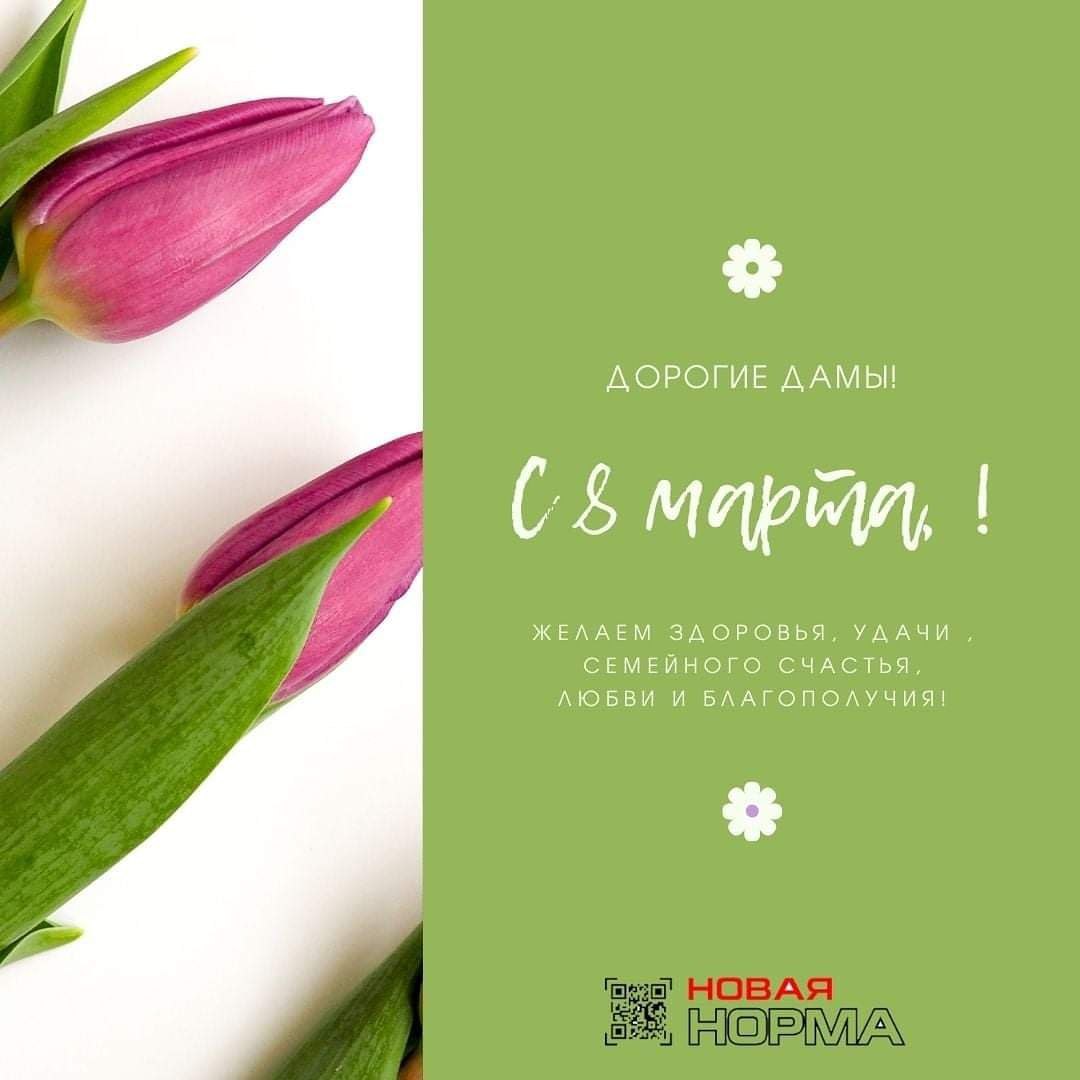 ДОРОГИЕ ДАМЫ!
С 8 марта, !
ЖЕЛАЕМ ЗДОРОВЬЯ, УДАЧИ ,
СЕМЕЙНОГО СЧАСТЬЯ,
ЛЮБВИ И БЛАГОПОЛУЧИЯ!
НОВАЯ
НОРМА